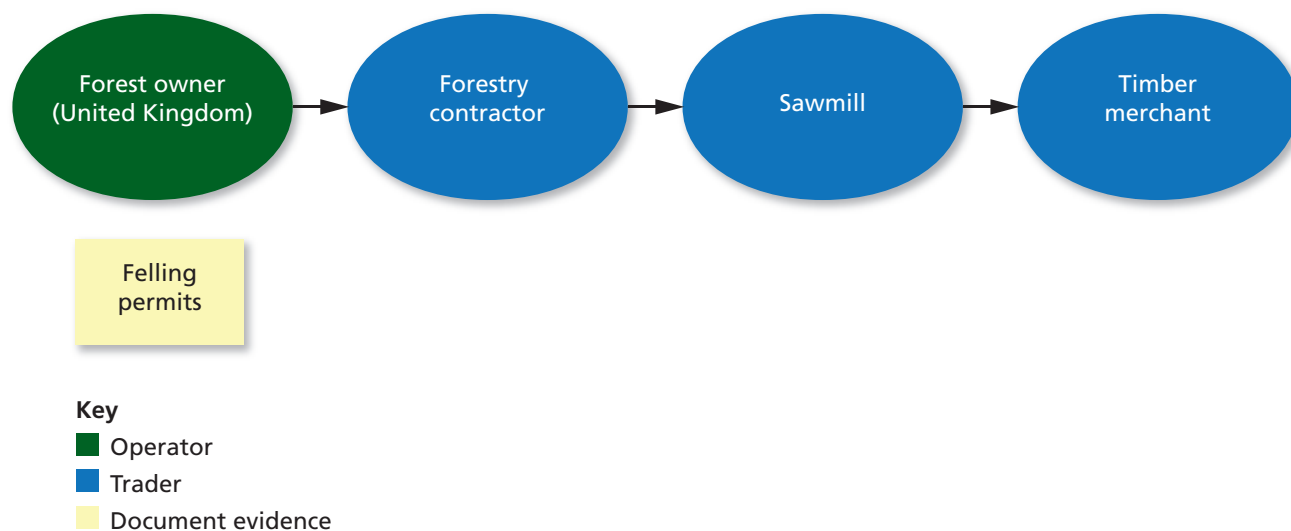 Forest owner
(United Kingdom)
Forestry
contractor
Sawmill
Timber
merchant
Felling
permits
Key
Operator
Trader
Document evidence